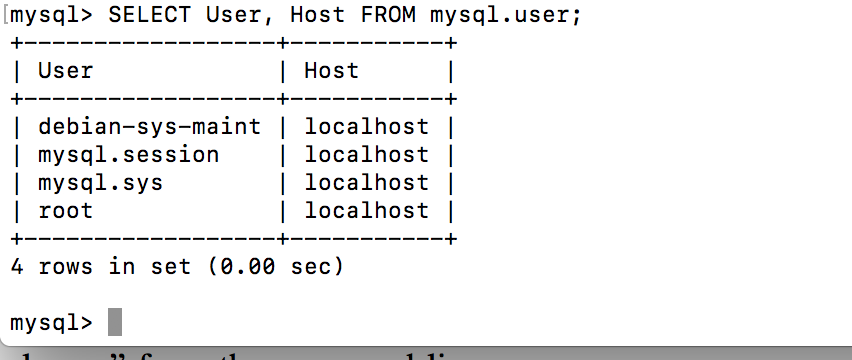 [mysql> SELECT User, Host FROM mysql.user;
+------------------+-----------+
| User             | Host      |
+------------------+-----------+
| debian-sys-maint | localhost |
| mysql.session    | localhost |
| mysql.sys        | localhost |
| root             | localhost |
+------------------+-----------+
4 rows in set (0.00 sec)
mysql>